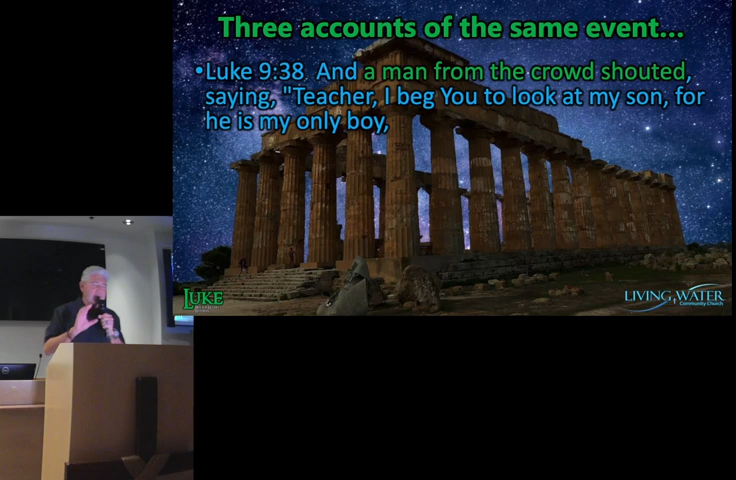 Three accounts of the same event...
•Luke 9:38 And a man from the crowd shouted,
saying, "Teacher, I beg You to look at my son, for
he is my only boy,
LUKE
LIVING WATER
Community Church